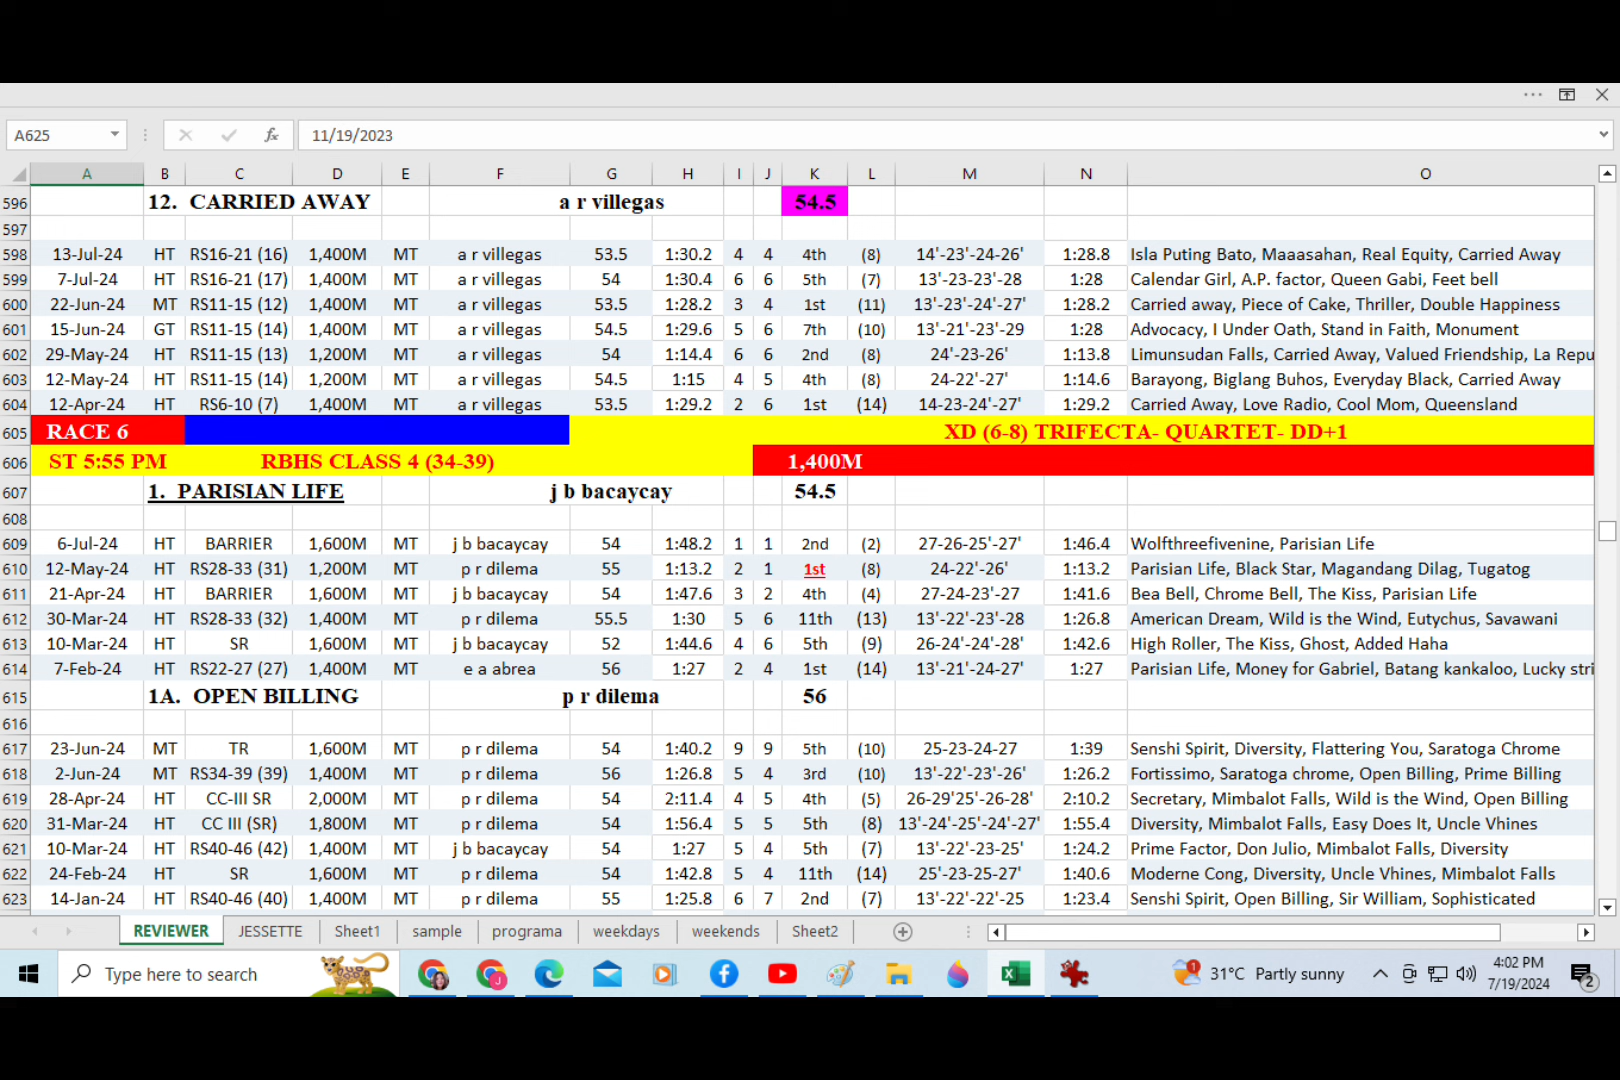 A625 fx 11/19/2023
A B C D E F G H I J K L M N O
596 12. CARRIED AWAY a r villegas 54.5
597
598 13-Jul-24 HT RS16-21 (16) 1,400M MT a r villegas 53.5 1:30.2 4 4 4th (8) 14'-23'-24-26' 1:28.8 Isla Puting Bato, Maaasahan, Real Equity, Carried Away
599 7-Jul-24 HT RS16-21 (17) 1,400M MT a r villegas 54 1:30.4 6 6 5th (7) 13'-23-23'-28 1:28 Calendar Girl, A.P. factor, Queen Gabi, Feet bell
600 22-Jun-24 MT RS11-15 (12) 1,400M MT a r villegas 53.5 1:28.2 3 4 1st (11) 13'-23'-24'-27' 1:28.2 Carried away, Piece of Cake, Thriller, Double Happiness
601 15-Jun-24 GT RS11-15 (14) 1,400M MT a r villegas 54.5 1:29.6 5 6 7th (10) 13'-21'-23'-29 1:28 Advocacy, I Under Oath, Stand in Faith, Monument
602 29-May-24 HT RS11-15 (13) 1,200M MT a r villegas 54 1:14.4 6 6 2nd (8) 24'-23-26' 1:13.8 Limunsudan Falls, Carried Away, Valued Friendship, La Repu
603 12-May-24 HT RS11-15 (14) 1,200M MT a r villegas 54.5 1:15 4 5 4th (8) 24-22'-27' 1:14.6 Barayong, Biglang Buhos, Everyday Black, Carried Away
604 12-Apr-24 HT RS6-10 (7) 1,400M MT a r villegas 53.5 1:29.2 2 6 1st (14) 14-23-24'-27' 1:29.2 Carried Away, Love Radio, Cool Mom, Queensland
605 RACE 6 XD (6-8) TRIFECTA- QUARTET- DD+1
606 ST 5:55 PM RBHS CLASS 4 (34-39) 1,400M
607 1. PARISIAN LIFE j b bacaycay 54.5
608
609 6-Jul-24 HT BARRIER 1,600M MT j b bacaycay 54 1:48.2 1 1 2nd (2) 27-26-25'-27' 1:46.4 Wolfthreefivenine, Parisian Life
610 12-May-24 HT RS28-33 (31) 1,200M MT p r dilema 55 1:13.2 2 1 1st (8) 24-22'-26' 1:13.2 Parisian Life, Black Star, Magandang Dilag, Tugatog
611 21-Apr-24 HT BARRIER 1,600M MT j b bacaycay 54 1:47.6 3 2 4th (4) 27-24-23'-27 1:41.6 Bea Bell, Chrome Bell, The Kiss, Parisian Life
612 30-Mar-24 HT RS28-33 (32) 1,400M MT p r dilema 55.5 1:30 5 6 11th (13) 13'-22'-23'-28 1:26.8 American Dream, Wild is the Wind, Eutychus, Savawani
613 10-Mar-24 HT SR 1,600M MT j b bacaycay 52 1:44.6 4 6 5th (9) 26-24'-24'-28' 1:42.6 High Roller, The Kiss, Ghost, Added Haha
614 7-Feb-24 HT RS22-27 (27) 1,400M MT e a abrea 56 1:27 2 4 1st (14) 13'-21'-24-27' 1:27 Parisian Life, Money for Gabriel, Batang kankaloo, Lucky stri
615 1A. OPEN BILLING p r dilema 56
616
617 23-Jun-24 MT TR 1,600M MT p r dilema 54 1:40.2 9 9 5th (10) 25-23-24-27 1:39 Senshi Spirit, Diversity, Flattering You, Saratoga Chrome
618 2-Jun-24 MT RS34-39 (39) 1,400M MT p r dilema 56 1:26.8 5 4 3rd (10) 13'-22'-23'-26' 1:26.2 Fortissimo, Saratoga chrome, Open Billing, Prime Billing
619 28-Apr-24 HT CC-III SR 2,000M MT p r dilema 54 2:11.4 4 5 4th (5) 26-29'25'-26-28' 2:10.2 Secretary, Mimbalot Falls, Wild is the Wind, Open Billing
620 31-Mar-24 HT CC III (SR) 1,800M MT p r dilema 54 1:56.4 5 5 5th (8) 13'-24'-25'-24'-27' 1:55.4 Diversity, Mimbalot Falls, Easy Does It, Uncle Vhines
621 10-Mar-24 HT RS40-46 (42) 1,400M MT j b bacaycay 54 1:27 5 4 5th (7) 13'-22'-23-25' 1:24.2 Prime Factor, Don Julio, Mimbalot Falls, Diversity
622 24-Feb-24 HT SR 1,600M MT p r dilema 54 1:42.8 5 4 11th (14) 25'-23-25-27' 1:40.6 Moderne Cong, Diversity, Uncle Vhines, Mimbalot Falls
623 14-Jan-24 HT RS40-46 (40) 1,400M MT p r dilema 55 1:25.8 6 7 2nd (7) 13'-22'-22'-25 1:23.4 Senshi Spirit, Open Billing, Sir William, Sophisticated
REVIEWER JESSETTE Sheet1 sample programa weekdays weekends Sheet2
Type here to search 31°C Partly sunny 4:02 PM
7/19/2024 2